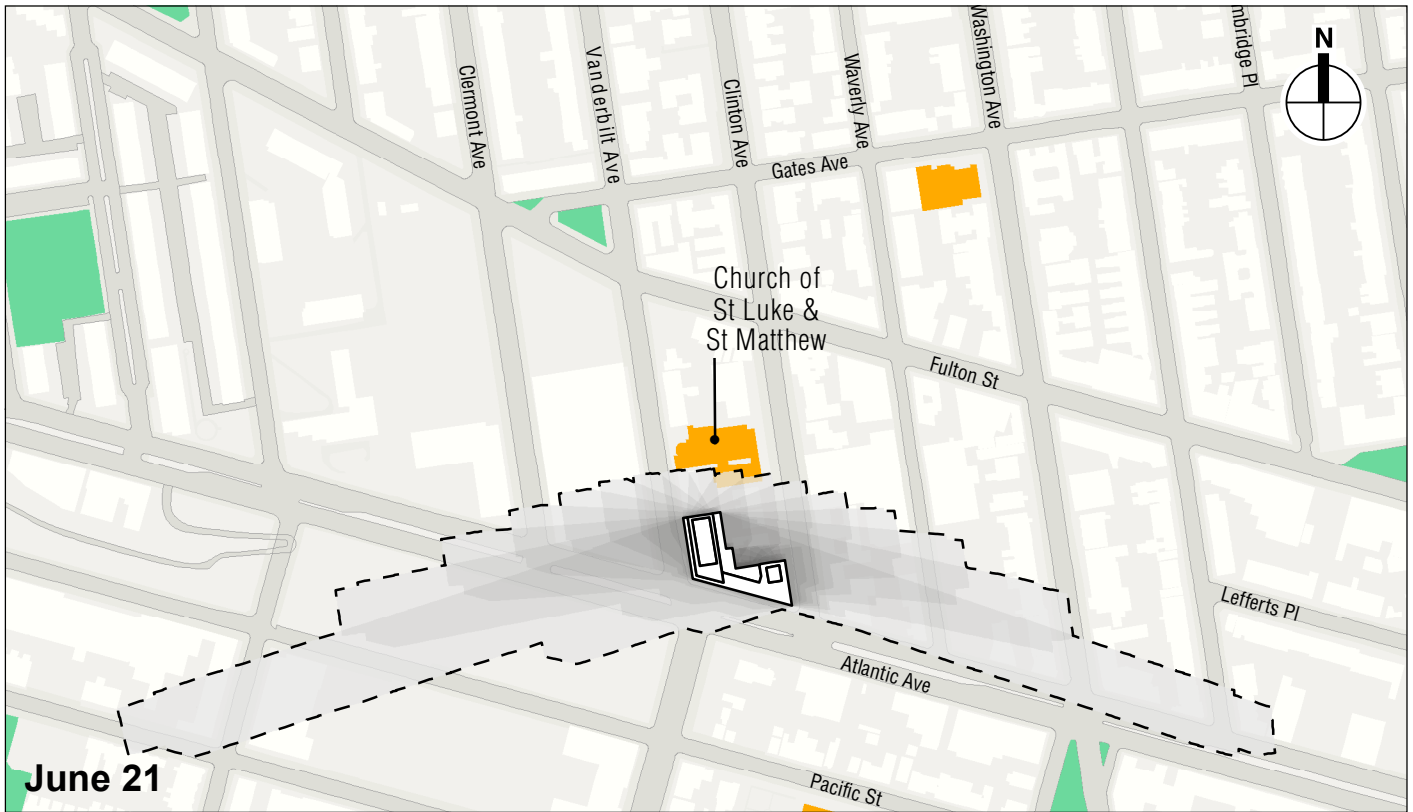 Washington Ave
mbridge Pl
N
Clermont Ave
Vanderbilt Ave
Clinton Ave
Waverly Ave
Gates Ave
Church of
St Luke &
St Matthew
Fulton St
Lefferts Pl
Atlantic Ave
Pacific St
June 21